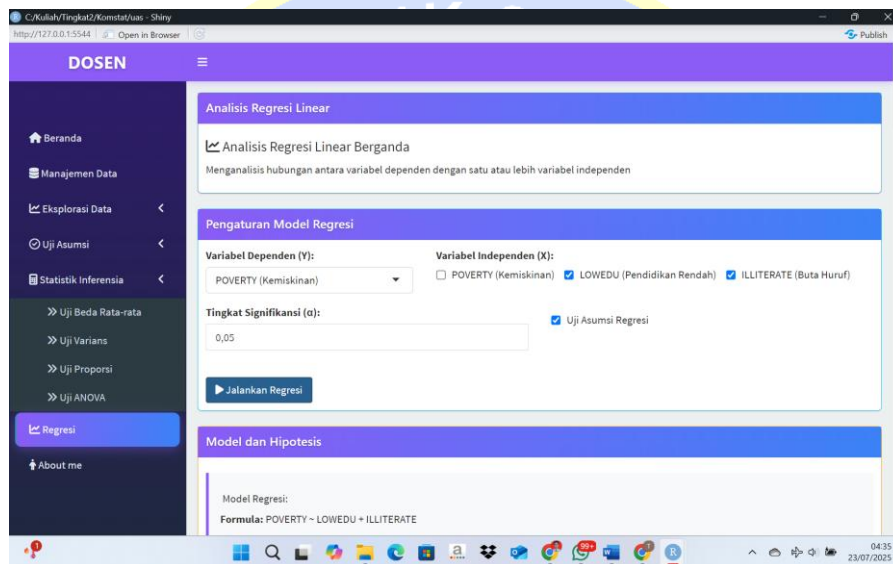 C:/Kuliah/Tingkat2/Komstat/uas - Shiny
http://127.0.0.1:5544 Open in Browser
Publish
DOSEN
Beranda
Manajemen Data
Eksplorasi Data
Uji Asumsi
Statistik Inferensia
Uji Beda Rata-rata
Uji Varians
Uji Proporsi
Uji ANOVA
Regresi
About me
Analisis Regresi Linear
Analisis Regresi Linear Berganda
Menganalisis hubungan antara variabel dependen dengan satu atau lebih variabel independen
Pengaturan Model Regresi
Variabel Dependen (Y):
POVERTY (Kemiskinan)
Variabel Independen (X):
POVERTY (Kemiskinan) LOWEDU (Pendidikan Rendah) ILLITERATE (Buta Huruf)
Tingkat Signifikansi (α):
0,05
Uji Asumsi Regresi
Jalankan Regresi
Model dan Hipotesis
Model Regresi:
Formula: POVERTY ~ LOWEDU + ILLITERATE
99+
04:35
23/07/2025